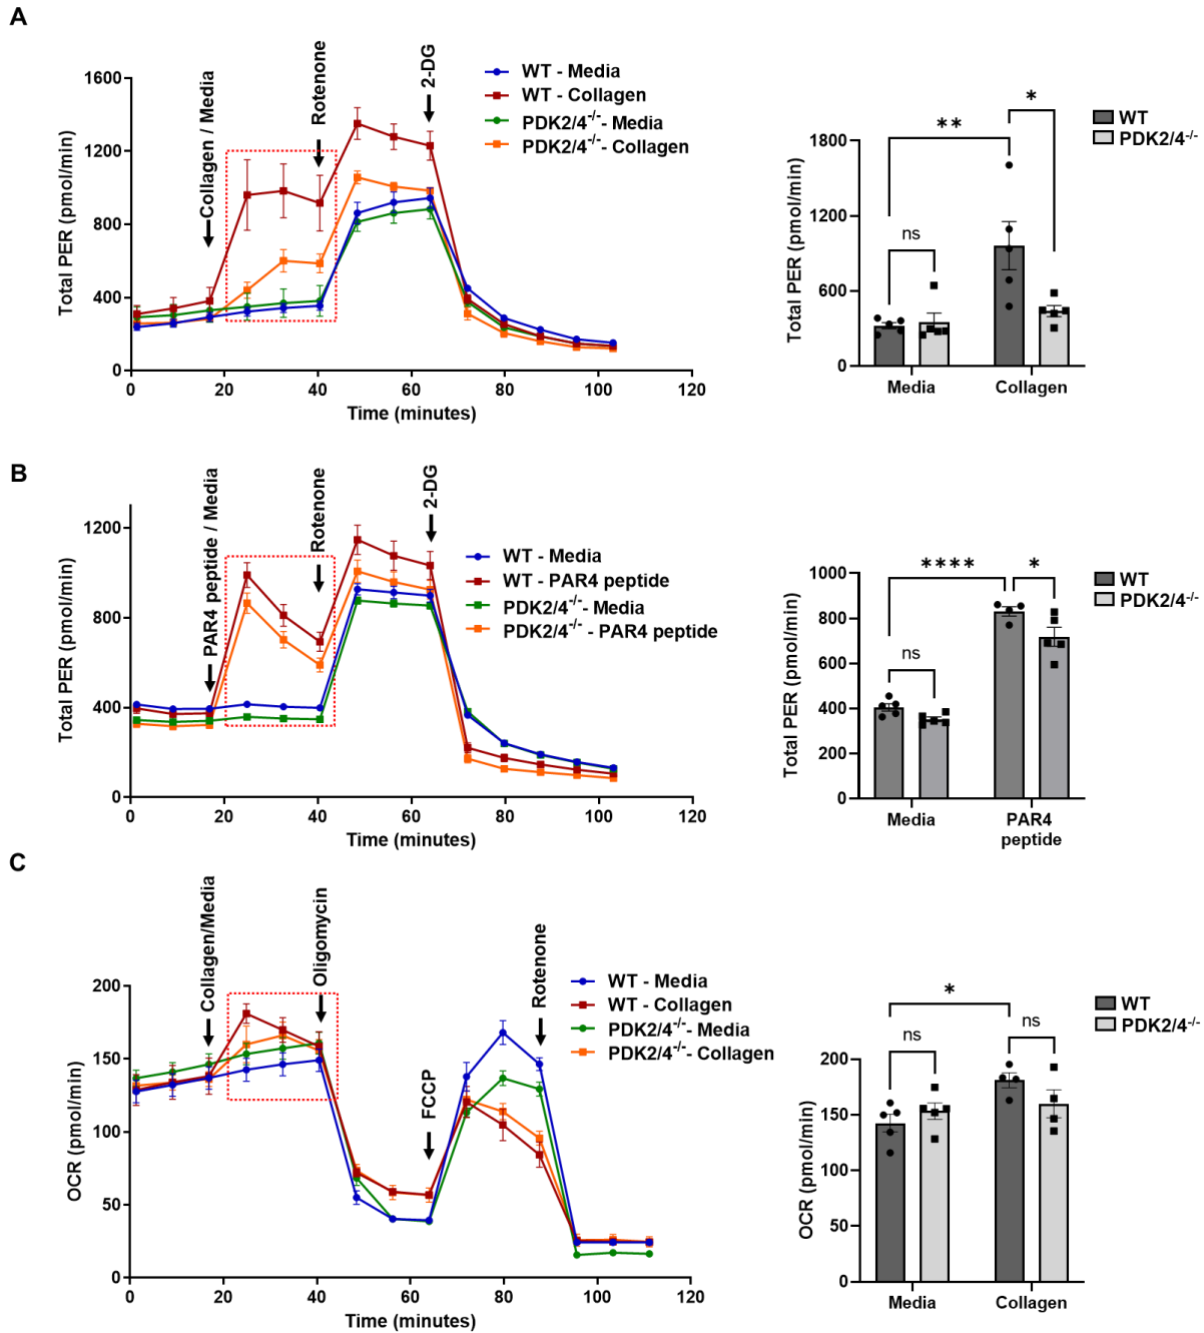 A
Collagen / Media
Rotenone
2-DG
WT - Media
WT - Collagen
PDK2/4-/-- Media
PDK2/4-/-- Collagen
Total PER (pmol/min)
1600
1200
800
400
0
0 20 40 60 80 100 120
Time (minutes)
** *
ns
WT
PDK2/4-/-
Total PER (pmol/min)
1800
1200
600
0
Media Collagen
B
PAR4 peptide / Media
Rotenone
2-DG
WT - Media
WT - PAR4 peptide
PDK2/4-/-- Media
PDK2/4-/- - PAR4 peptide
Total PER (pmol/min)
1200
800
400
0
0 20 40 60 80 100 120
Time (minutes)
**** *
ns
WT
PDK2/4-/-
Total PER (pmol/min)
1000
800
600
400
200
0
Media PAR4
peptide
C
Collagen/Media
Oligomycin
FCCP
Rotenone
WT - Media
WT - Collagen
PDK2/4-/-- Media
PDK2/4-/-- Collagen
OCR (pmol/min)
200
150
100
50
0
0 20 40 60 80 100 120
Time (minutes)
*
ns ns
WT
PDK2/4-/-
OCR (pmol/min)
200
150
100
50
0
Media Collagen